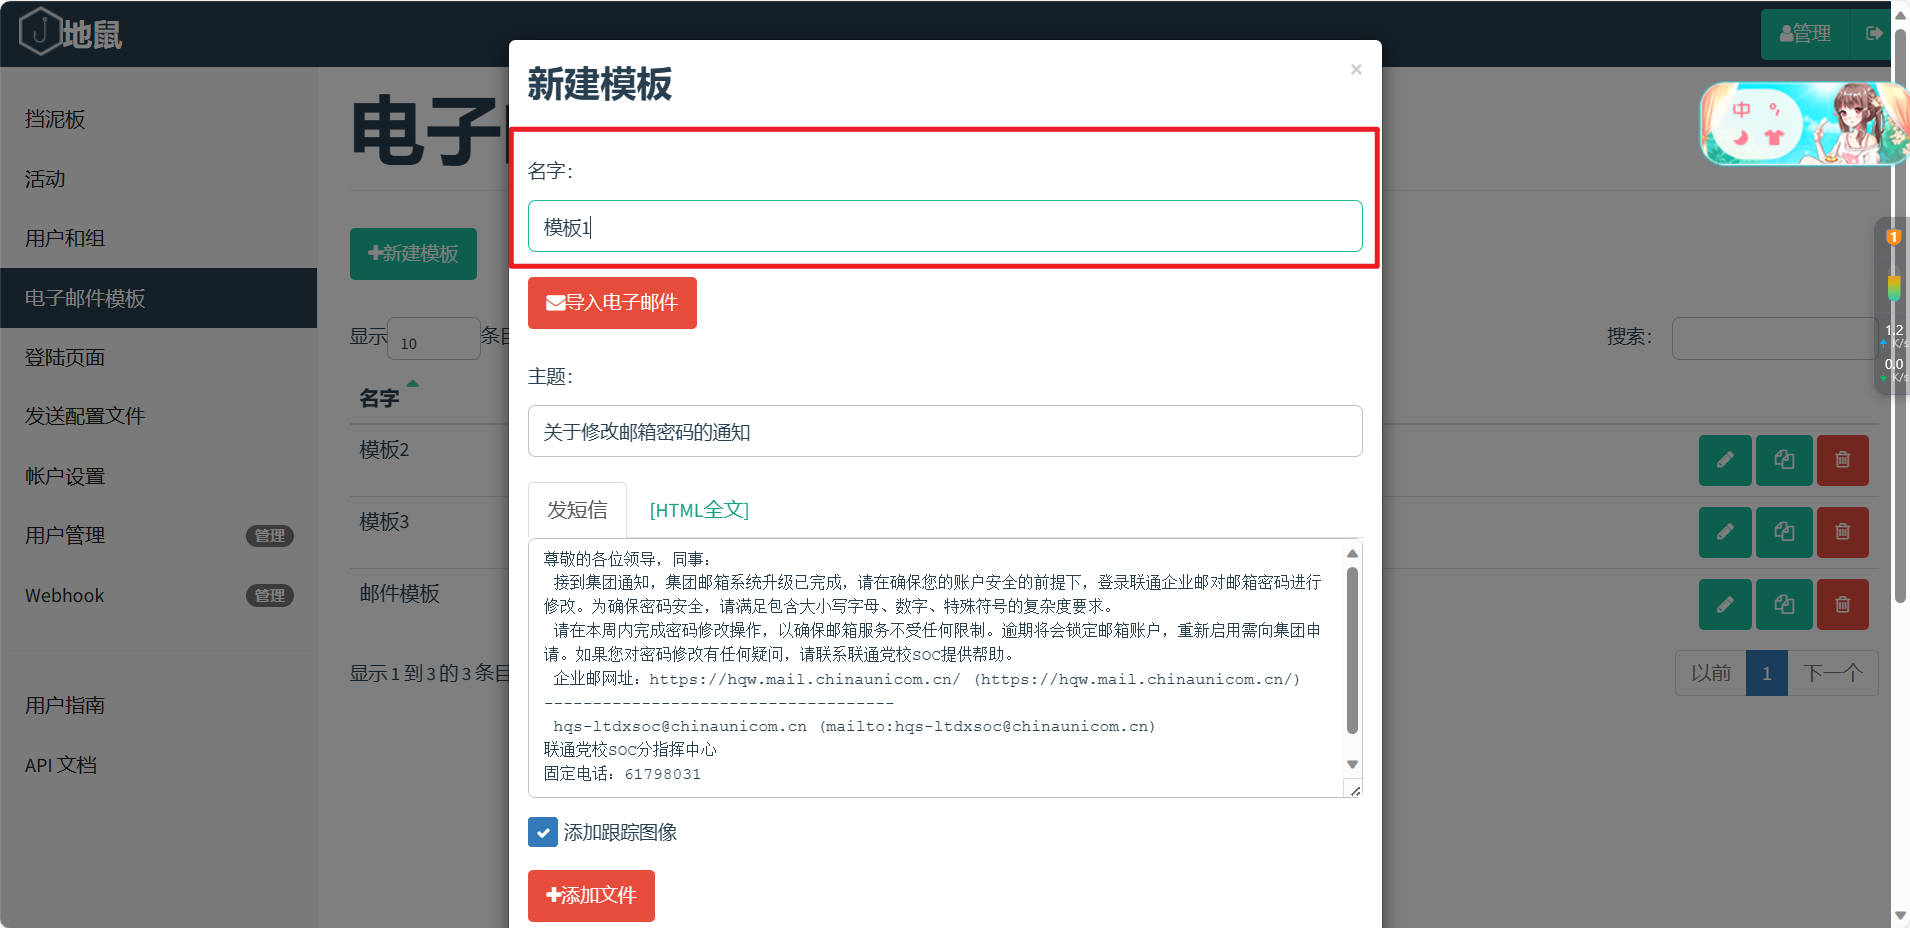 地鼠
管理
新建模板
×
中
挡泥板
活动
用户和组
电子邮件模板
登陆页面
发送配置文件
帐户设置
用户管理 管理
Webhook 管理
用户指南
API 文档
电子
新建模板
显示 10 条目
搜索：
名字
模板2
模板3
邮件模板
显示 1 到 3 的 3 条目
以前 1 下一个
名字：
模板1
导入电子邮件
主题：
关于修改邮箱密码的通知
发短信 [HTML全文]
尊敬的各位领导，同事：
接到集团通知，集团邮箱系统升级已完成，请在确保您的账户安全的前提下，登录联通企业邮对邮箱密码进行
修改。为确保密码安全，请满足包含大小写字母、数字、特殊符号的复杂度要求。
请在本周内完成密码修改操作，以确保邮箱服务不受任何限制。逾期将会锁定邮箱账户，重新启用需向集团申
请。如果您对密码修改有任何疑问，请联系联通党校SOC提供帮助。
企业邮网址：https://hqw.mail.chinaunicom.cn/ (https://hqw.mail.chinaunicom.cn/)
------------------------------------
hqs-ltdxsoc@chinaunicom.cn (mailto:hqs-ltdxsoc@chinaunicom.cn)
联通党校SOC分指挥中心
固定电话：61798031
添加跟踪图像
添加文件
1
1.2
K/s
0.0
K/s